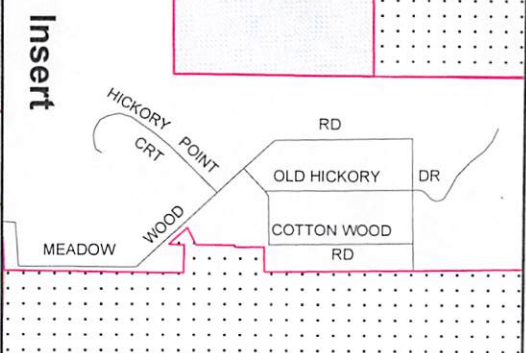 Insert
HICKORY POINT
CRT
RD
OLD HICKORY DR
COTTON WOOD
RD
MEADOW WOOD